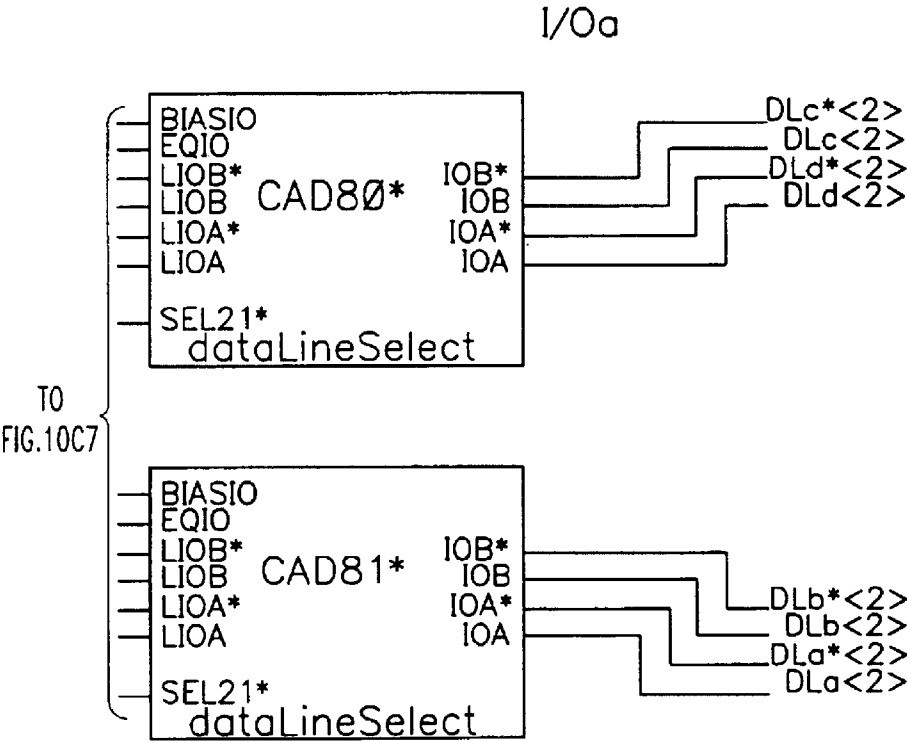 I/Oa
BIASIO
EQIO
LIOB*
LIOB
LIOA*
LIOA
SEL21*
CAD8Ø*
IOB*
IOB
IOA*
IOA
dataLineSelect
DLc*<2>
DLc<2>
DLd*<2>
DLd<2>
TO
FIG.10C7
BIASIO
EQIO
LIOB*
LIOB
LIOA*
LIOA
SEL21*
CAD81*
IOB*
IOB
IOA*
IOA
dataLineSelect
DLb*<2>
DLb<2>
DLa*<2>
DLa<2>